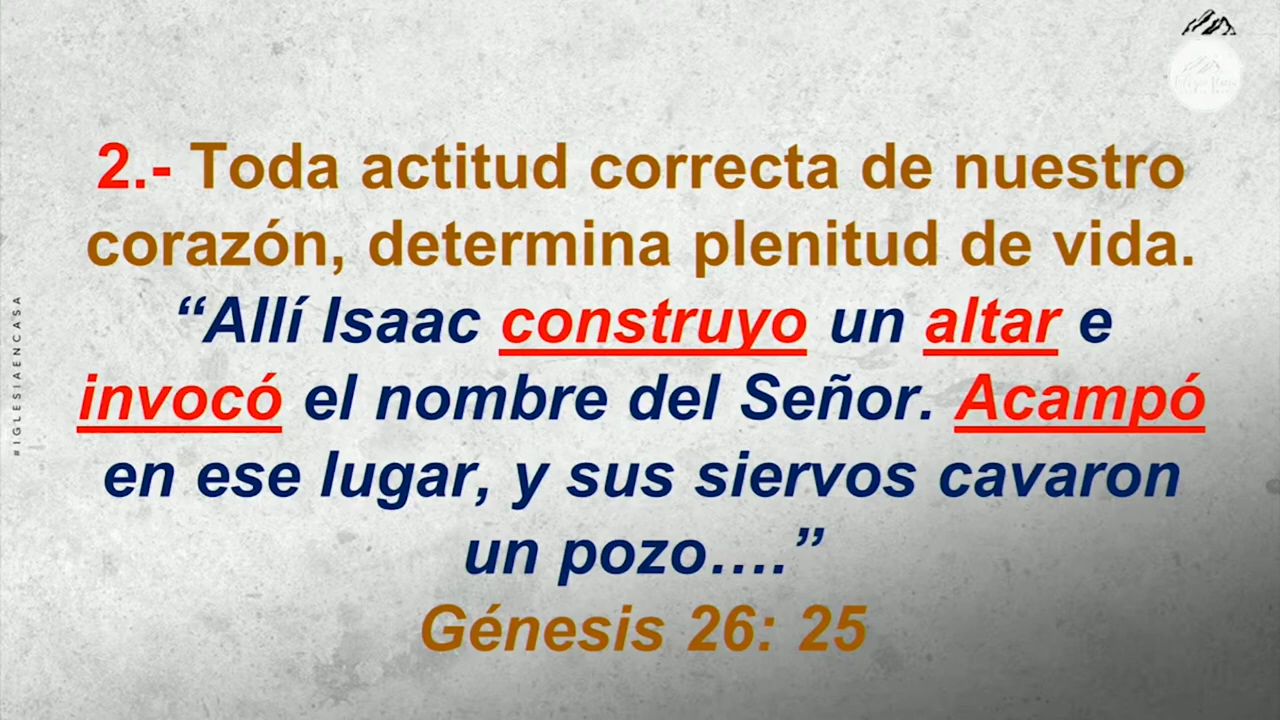 2.- Toda actitud correcta de nuestro
corazón, determina plenitud de vida.
“Allí Isaac construyo un altar e
invocó el nombre del Señor. Acampó
en ese lugar, y sus siervos cavaron
un pozo….”
Génesis 26: 25
#IGLESIAENCASA